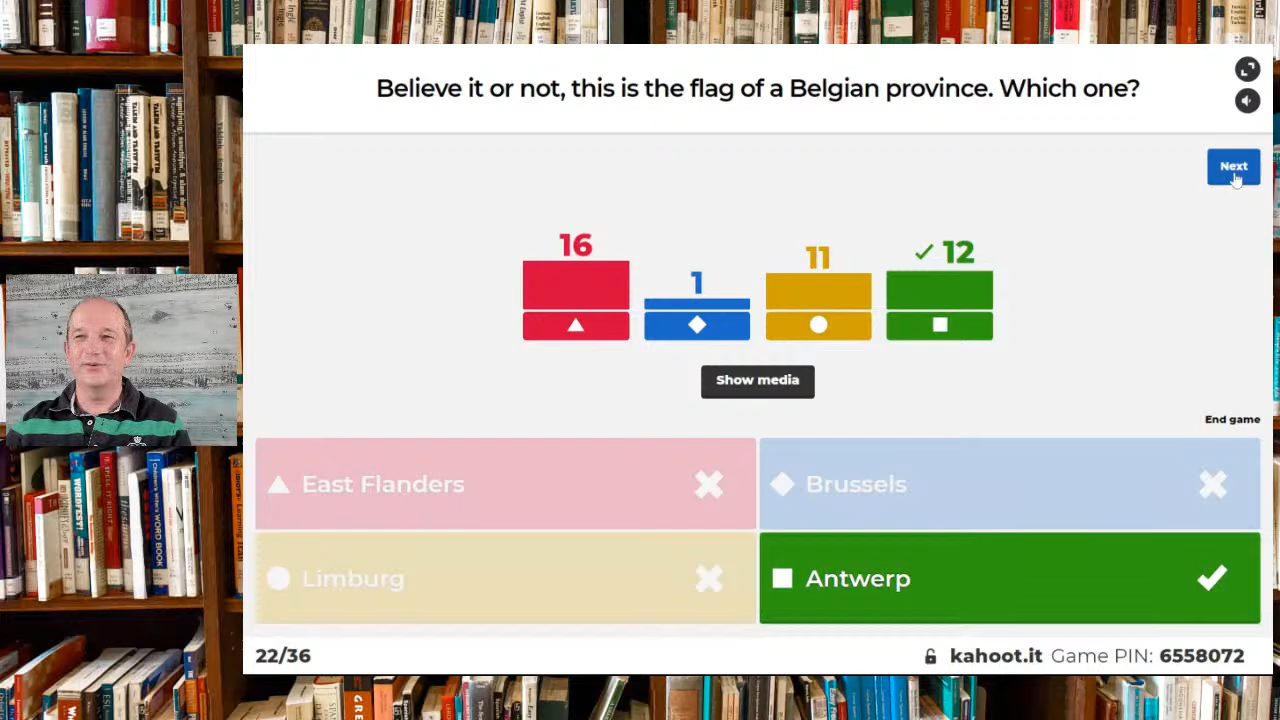 Believe it or not, this is the flag of a Belgian province. Which one?
Next
16
1
11
12
Show media
End game
East Flanders
Brussels
Limburg
Antwerp
22/36
kahoot.it Game PIN: 6558072